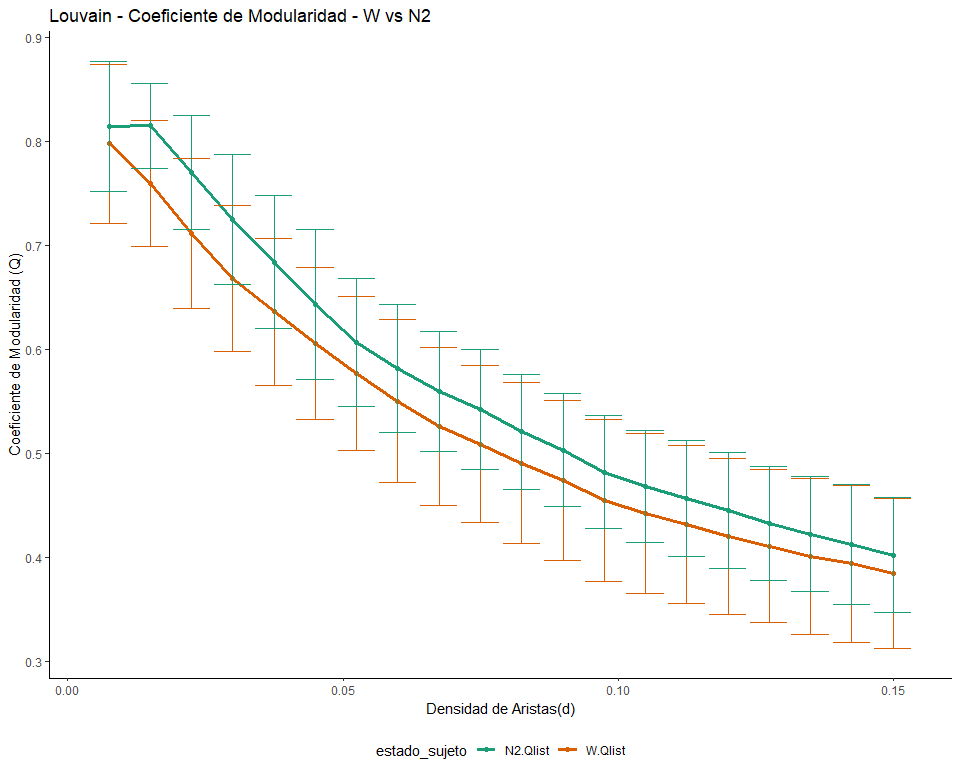 Louvain - Coeficiente de Modularidad - W vs N2
Coeficiente de Modularidad (Q)
0.9
0.8
0.7
0.6
0.5
0.4
0.3
0.00
0.05
0.10
0.15
Densidad de Aristas(d)
estado_sujeto N2.Qlist W.Qlist